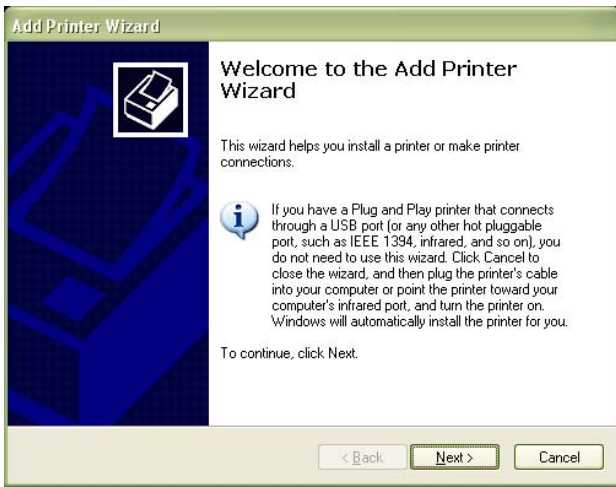 Add Printer Wizard
Welcome to the Add Printer
Wizard
This wizard helps you install a printer or make printer
connections.
If you have a Plug and Play printer that connects
through a USB port (or any other hot pluggable
port, such as IEEE 1394, infrared, and so on), you
do not need to use this wizard. Click Cancel to
close the wizard, and then plug the printer's cable
into your computer or point the printer toward your
computer's infrared port, and turn the printer on.
Windows will automatically install the printer for you.
To continue, click Next.
< Back Next > Cancel